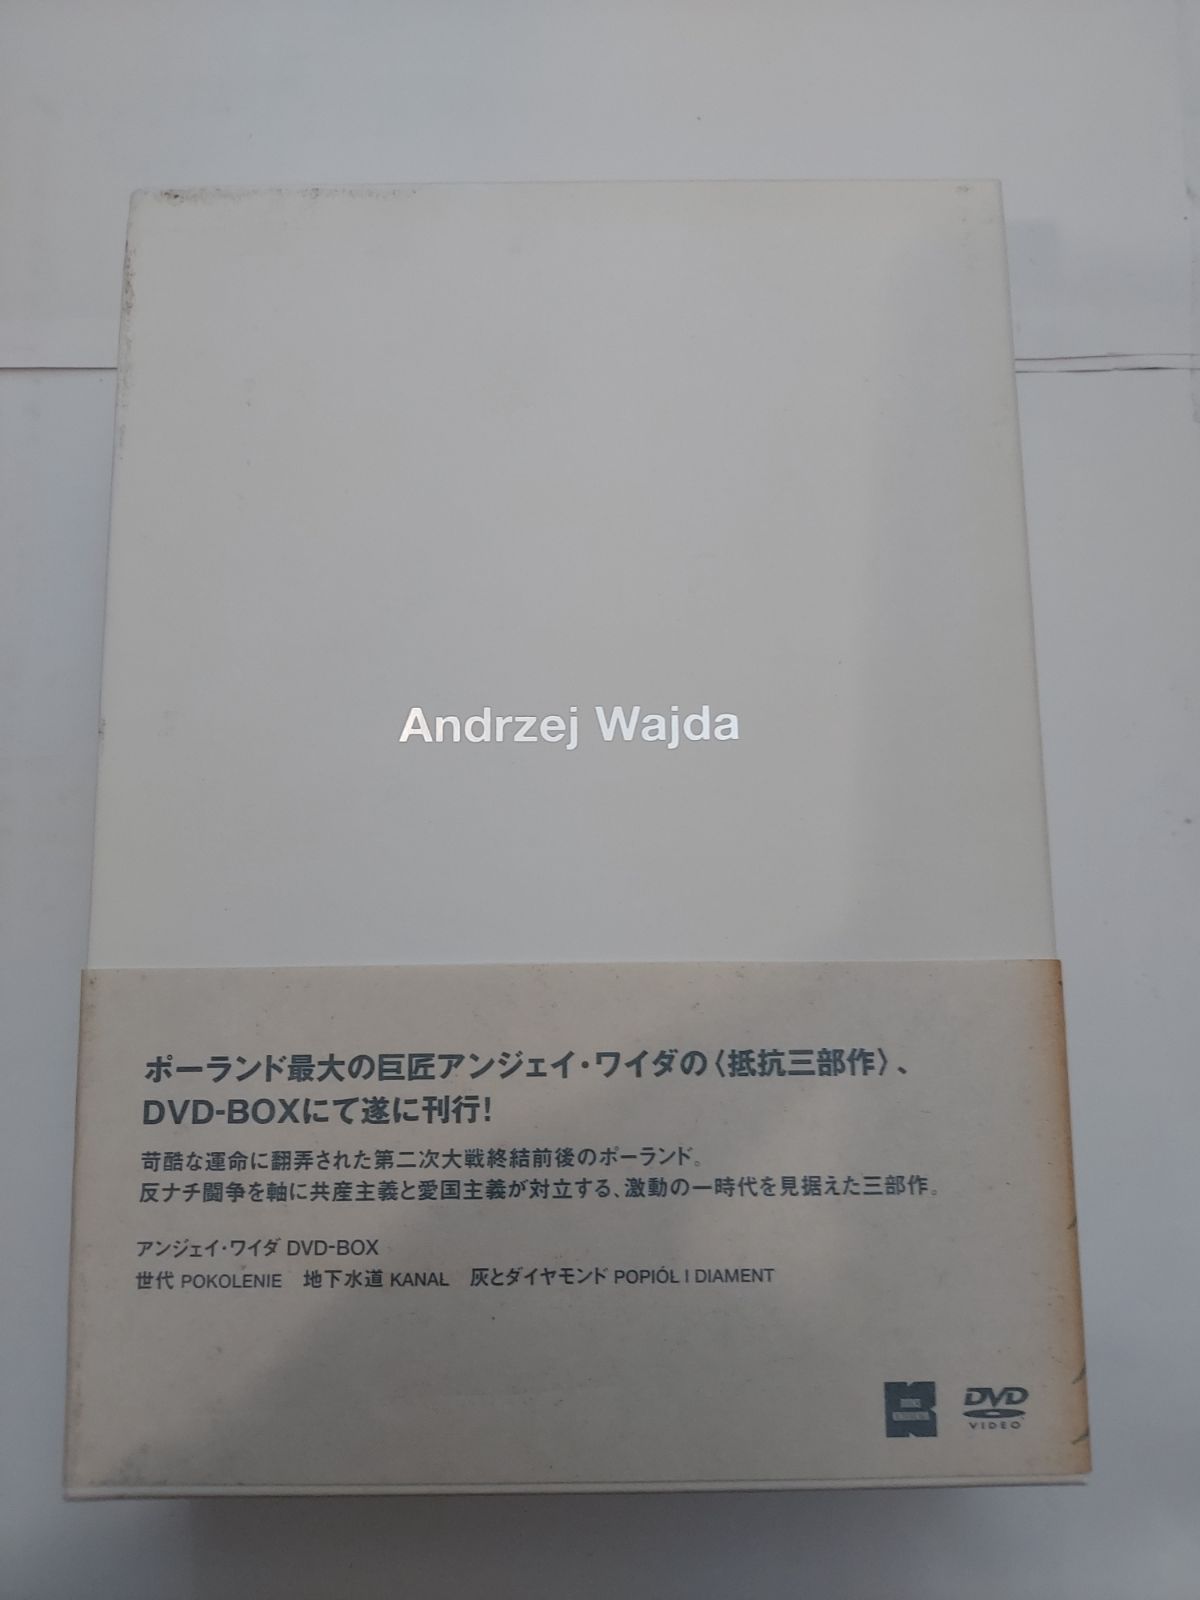 Andrzej Wajda
ポーランド最大の巨匠アンジェイ・ワイダの〈抵抗三部作〉、
DVD-BOXにて遂に刊行!
苛酷な運命に翻弄された第二次大戦終結前後のポーランド。
反ナチ闘争を軸に共産主義と愛国主義が対立する、激動の一時代を見据えた三部作。
アンジェイ・ワイダ DVD-BOX
世代 POKOLENIE 地下水道 KANAL 灰とダイヤモンド POPIÓL I DIAMENT
DVD
VIDEO